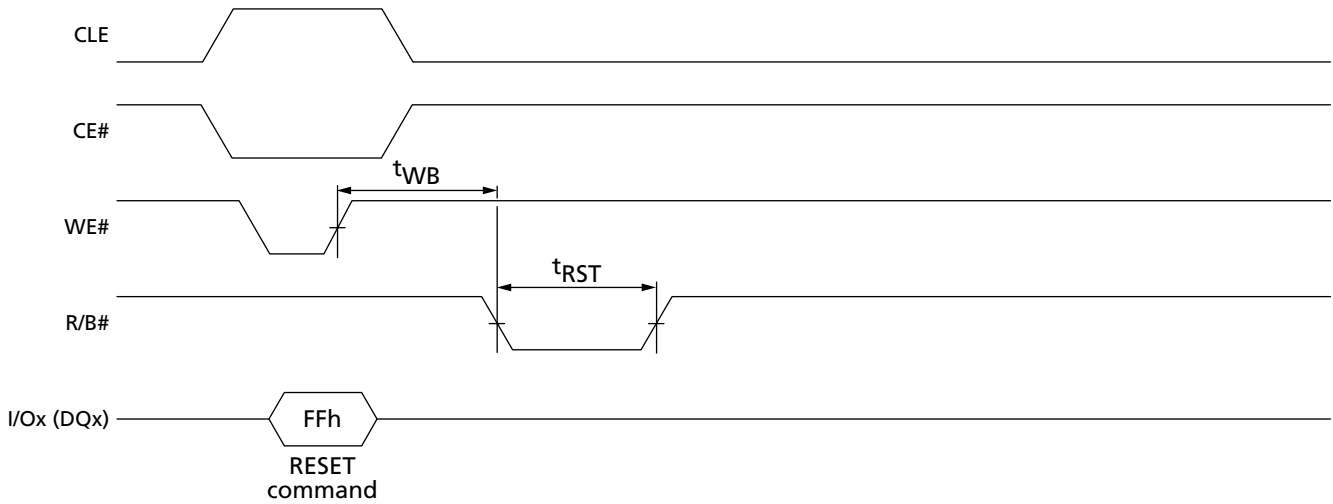 CLE
CE#
tWB
WE#
tRST
R/B#
I/Ox (DQx)
FFh
RESET
command